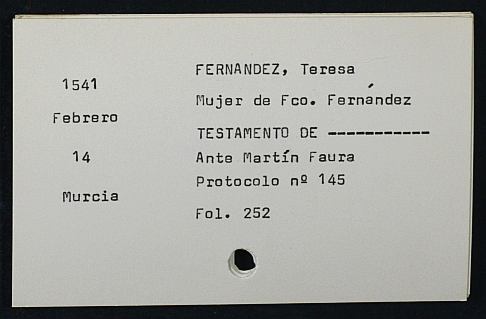 1541
Febrero
14
Murcia
FERNANDEZ, Teresa
Mujer de Fco. Fernández
TESTAMENTO DE -----------
Ante Martín Faura
Protocolo nº 145
Fol. 252